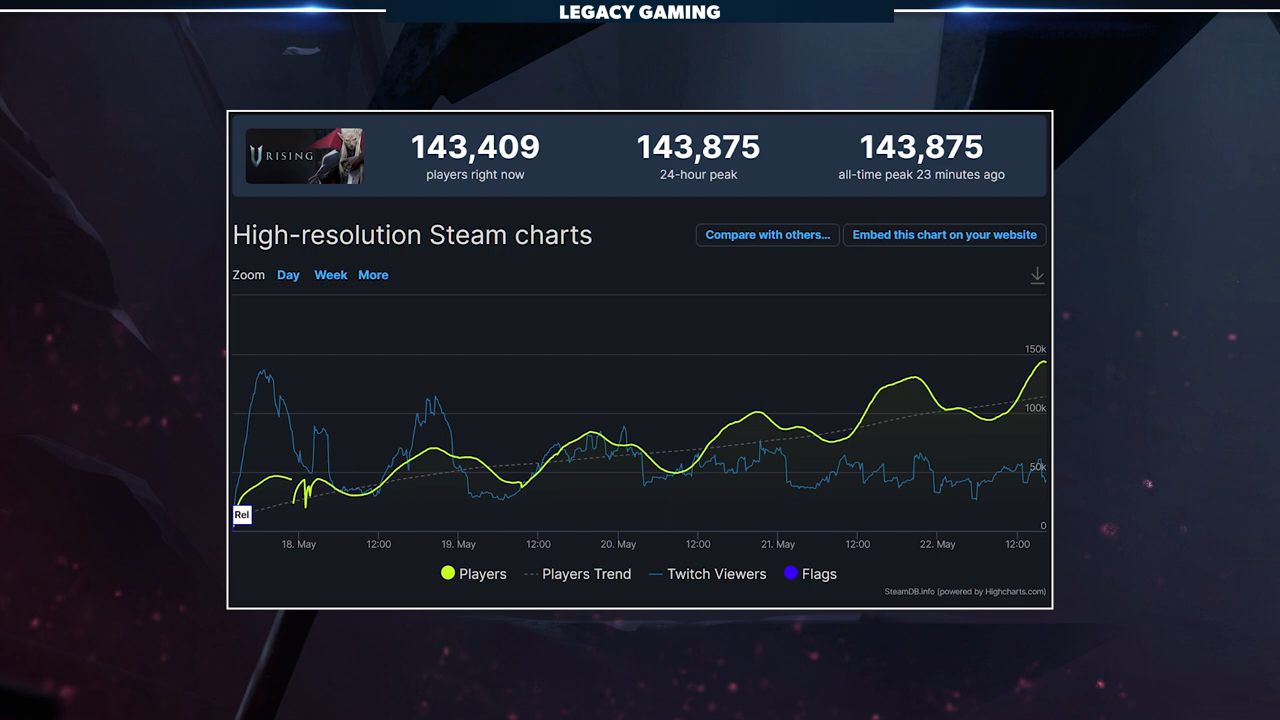 LEGACY GAMING
V RISING
143,409
players right now
143,875
24-hour peak
143,875
all-time peak 23 minutes ago
High-resolution Steam charts
Compare with others...
Embed this chart on your website
Zoom Day Week More
150k
100k
50k
0
Rel
18. May 12:00 19. May 12:00 20. May 12:00 21. May 12:00 22. May 12:00
Players Players Trend Twitch Viewers Flags
SteamDB.info (powered by Highcharts.com)